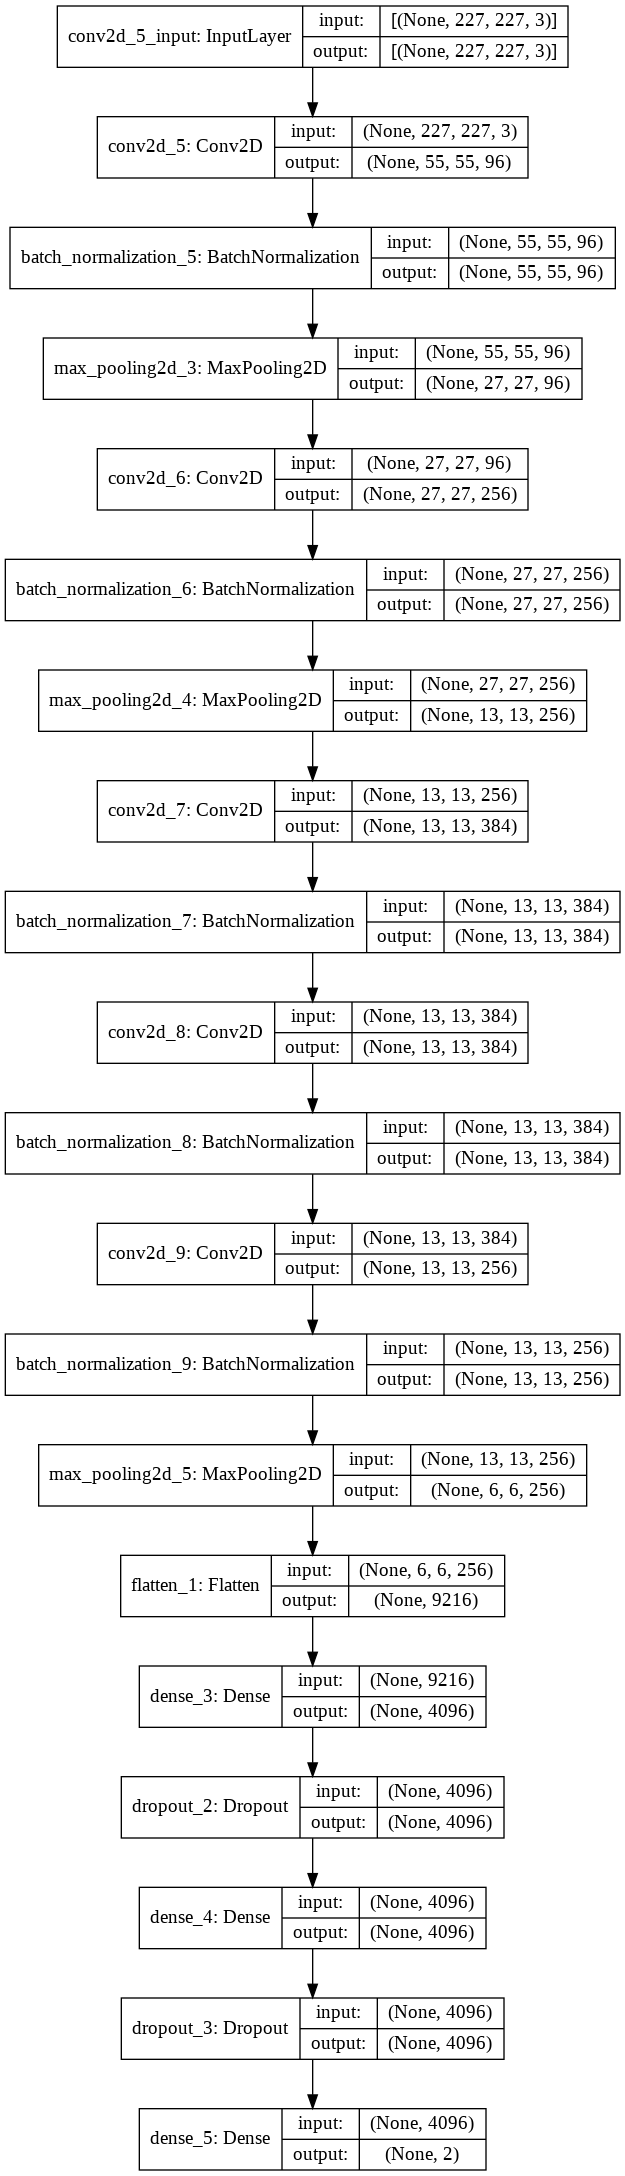 conv2d_5_input: InputLayer
input: [(None, 227, 227, 3)]
output: [(None, 227, 227, 3)]
conv2d_5: Conv2D
input: (None, 227, 227, 3)
output: (None, 55, 55, 96)
batch_normalization_5: BatchNormalization
input: (None, 55, 55, 96)
output: (None, 55, 55, 96)
max_pooling2d_3: MaxPooling2D
input: (None, 55, 55, 96)
output: (None, 27, 27, 96)
conv2d_6: Conv2D
input: (None, 27, 27, 96)
output: (None, 27, 27, 256)
batch_normalization_6: BatchNormalization
input: (None, 27, 27, 256)
output: (None, 27, 27, 256)
max_pooling2d_4: MaxPooling2D
input: (None, 27, 27, 256)
output: (None, 13, 13, 256)
conv2d_7: Conv2D
input: (None, 13, 13, 256)
output: (None, 13, 13, 384)
batch_normalization_7: BatchNormalization
input: (None, 13, 13, 384)
output: (None, 13, 13, 384)
conv2d_8: Conv2D
input: (None, 13, 13, 384)
output: (None, 13, 13, 384)
batch_normalization_8: BatchNormalization
input: (None, 13, 13, 384)
output: (None, 13, 13, 384)
conv2d_9: Conv2D
input: (None, 13, 13, 384)
output: (None, 13, 13, 256)
batch_normalization_9: BatchNormalization
input: (None, 13, 13, 256)
output: (None, 13, 13, 256)
max_pooling2d_5: MaxPooling2D
input: (None, 13, 13, 256)
output: (None, 6, 6, 256)
flatten_1: Flatten
input: (None, 6, 6, 256)
output: (None, 9216)
dense_3: Dense
input: (None, 9216)
output: (None, 4096)
dropout_2: Dropout
input: (None, 4096)
output: (None, 4096)
dense_4: Dense
input: (None, 4096)
output: (None, 4096)
dropout_3: Dropout
input: (None, 4096)
output: (None, 4096)
dense_5: Dense
input: (None, 4096)
output: (None, 2)